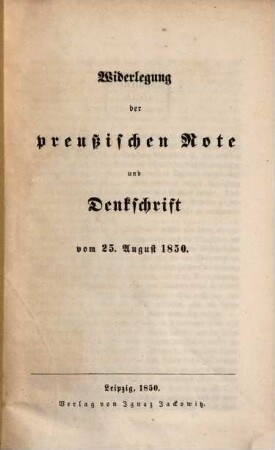 Widerlegung
der
preußischen Note
und
Denkschrift
vom 25. August 1850.
Leipzig, 1850.
Verlag von Ignaz Jackowitz.